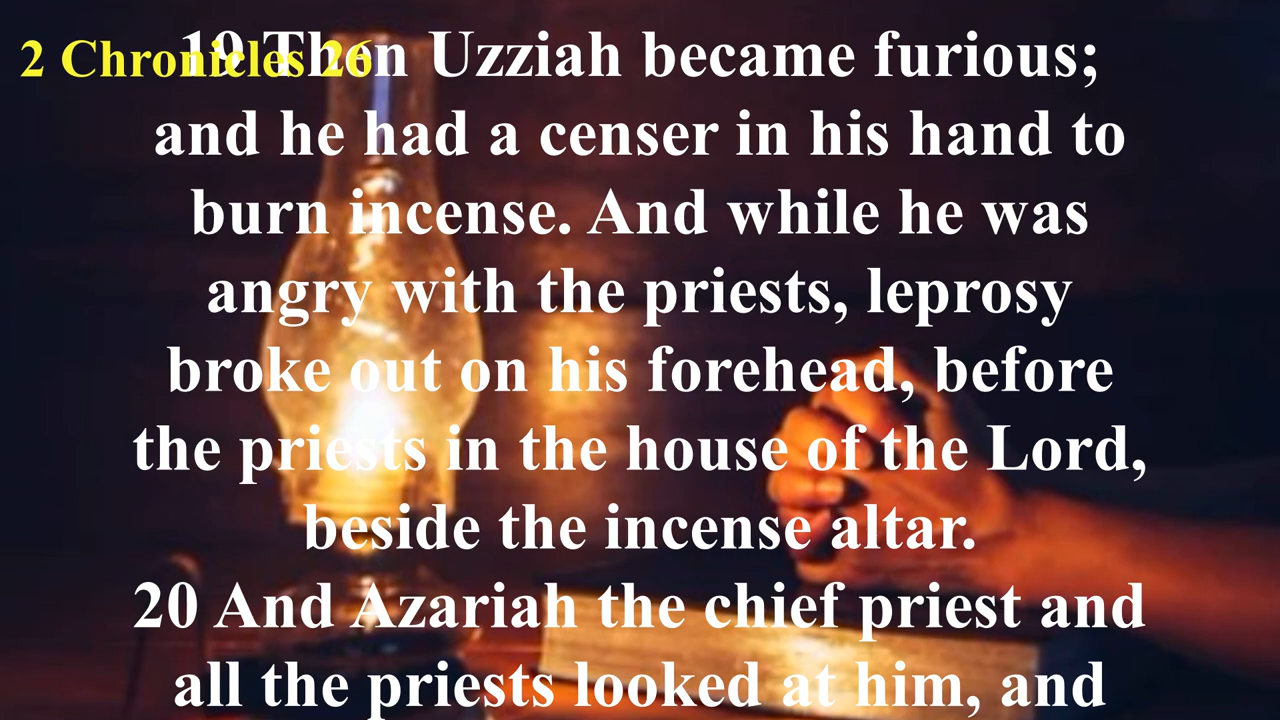 2 Chronicles 26
19 Then Uzziah became furious;
and he had a censer in his hand to
burn incense. And while he was
angry with the priests, leprosy
broke out on his forehead, before
the priests in the house of the Lord,
beside the incense altar.
20 And Azariah the chief priest and
all the priests looked at him, and